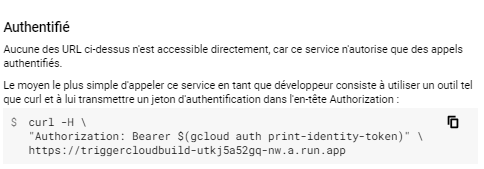 Authentifié
Aucune des URL ci-dessus n'est accessible directement, car ce service n'autorise que des appels
authentifiés.
Le moyen le plus simple d'appeler ce service en tant que développeur consiste à utiliser un outil tel
que curl et à lui transmettre un jeton d'authentification dans l'en-tête Authorization :
$ curl -H \
"Authorization: Bearer $(gcloud auth print-identity-token)" \
https://triggercloudbuild-utkj5a52gq-nw.a.run.app